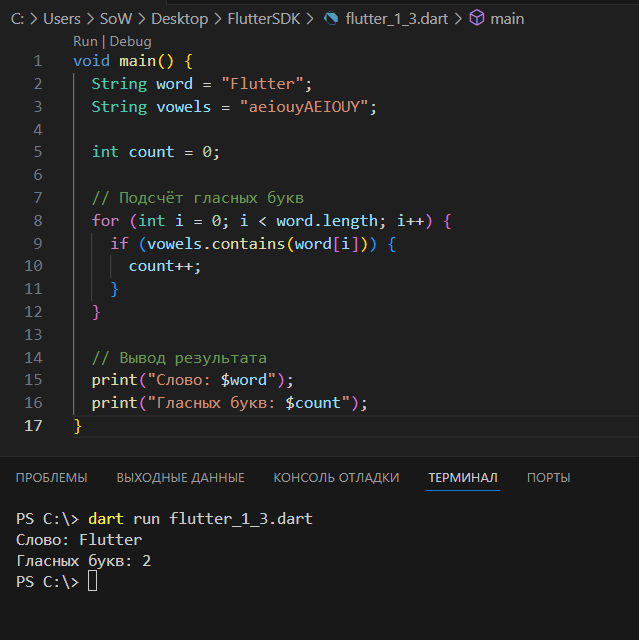 C: > Users > SoW > Desktop > FlutterSDK > flutter_1_3.dart > main
Run | Debug
1 void main() {
2 String word = "Flutter";
3 String vowels = "aeiouyAEIOUY";
4
5 int count = 0;
6
7 // Подсчёт гласных букв
8 for (int i = 0; i < word.length; i++) {
9 if (vowels.contains(word[i])) {
10 count++;
11 }
12 }
13
14 // Вывод результата
15 print("Слово: $word");
16 print("Гласных букв: $count");
17 }
ПРОБЛЕМЫ ВЫХОДНЫЕ ДАННЫЕ КОНСОЛЬ ОТЛАДКИ ТЕРМИНАЛ ПОРТЫ
PS C:\> dart run flutter_1_3.dart
Слово: Flutter
Гласных букв: 2
PS C:\>